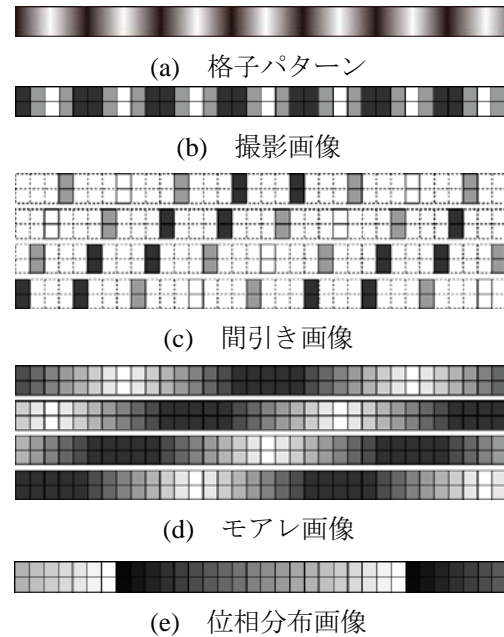 (a) 格子パターン
(b) 撮影画像
(c) 間引き画像
(d) モアレ画像
(e) 位相分布画像